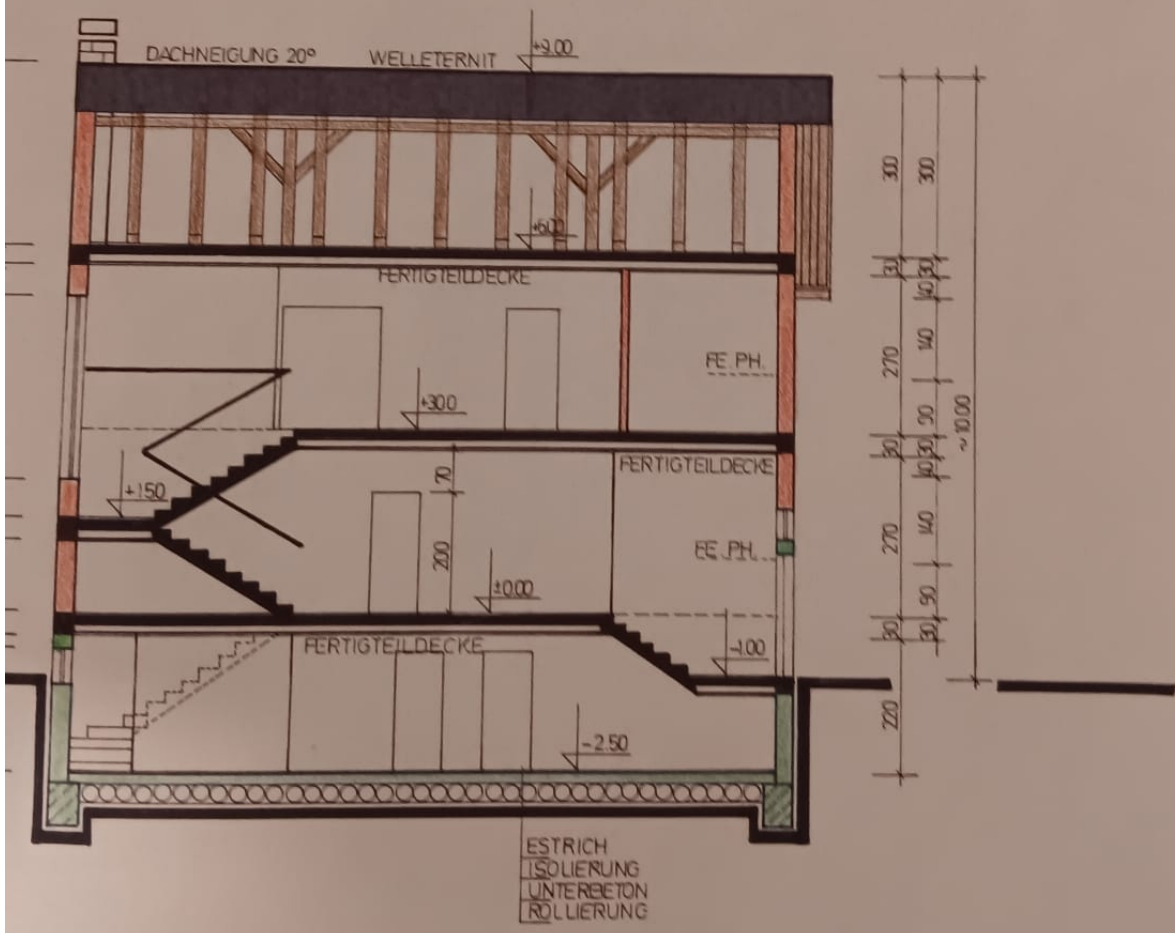 DACHNEIGUNG 20° WELLETERNIT +9.00
+6.00
FERTIGTEILDECKE
FE. PH.
+3.00
FERTIGTEILDECKE
+1.50
70
200
FE. PH.
±0.00
FERTIGTEILDECKE
-1.00
-2.50
ESTRICH
ISOLIERUNG
UNTERBETON
ROLLIERUNG
300
30
270
30
270
30
220
300
30
40
140
90
30
40
140
90
30
~10.00